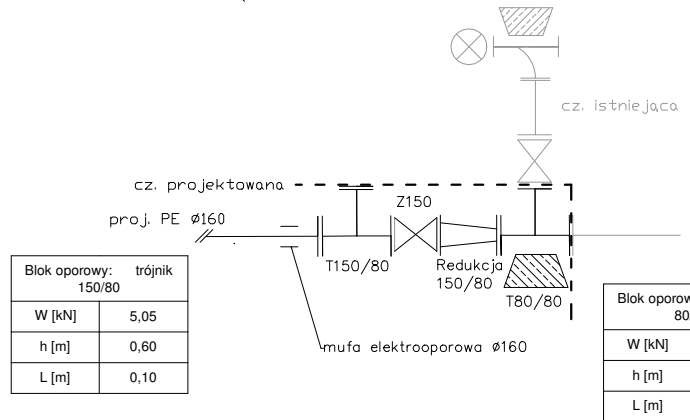 cz. istniejąca
cz. projektowana
Z150
proj. PE Ø160
T150/80
Redukcja
150/80
T80/80
mufa elektrooporowa Ø160
Blok oporowy: trójnik
150/80
W [kN] 5,05
h [m] 0,60
L [m] 0,10
Blok
W [kN]
h [m]
L [m]